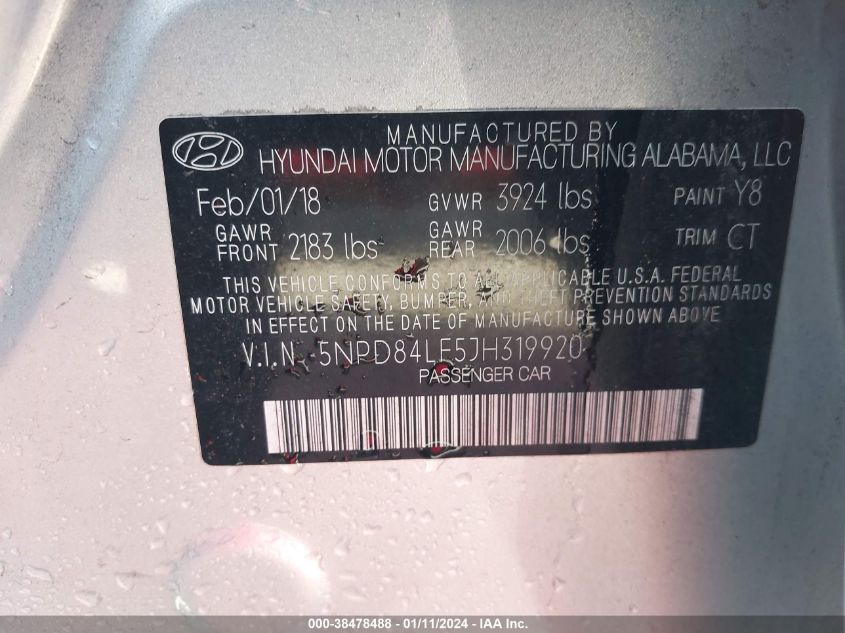 MANUFACTURED BY
HYUNDAI MOTOR MANUFACTURING ALABAMA, LLC
Feb/01/18 GVWR 3924 lbs PAINT Y8
GAWR FRONT 2183 lbs GAWR REAR 2006 lbs TRIM CT
THIS VEHICLE CONFORMS TO ALL APPLICABLE U.S.A. FEDERAL
MOTOR VEHICLE SAFETY, BUMPER, AND THEFT PREVENTION STANDARDS
IN EFFECT ON THE DATE OF MANUFACTURE SHOWN ABOVE
V.I.N. 5NPD84LF5JH319920
PASSENGER CAR
000-38478488 - 01/11/2024 - IAA Inc.